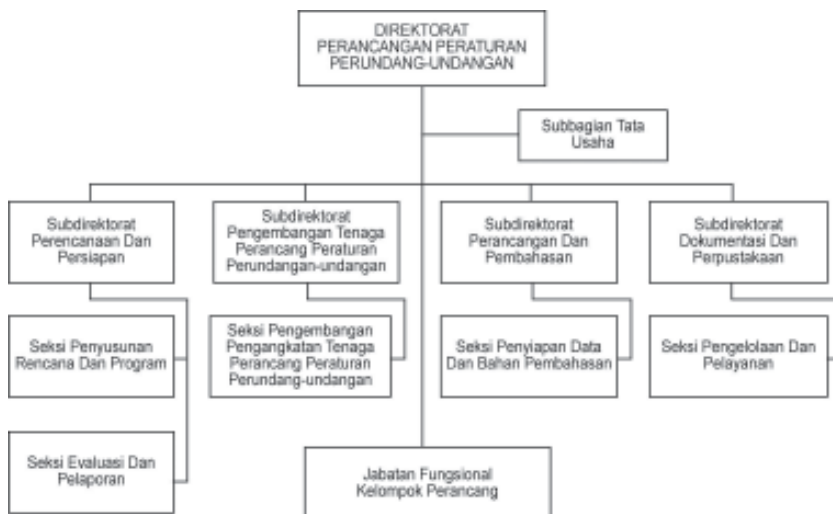 DIREKTORAT
PERANCANGAN PERATURAN
PERUNDANG-UNDANGAN
Subbagian Tata
Usaha
Subdirektorat
Perencanaan Dan
Persiapan
Subdirektorat
Pengembangan Tenaga
Perancang Peraturan
Perundangan-undangan
Subdirektorat
Perancangan Dan
Pembahasan
Subdirektorat
Dokumentasi Dan
Perpustakaan
Seksi Penyusunan
Rencana Dan Program
Seksi Pengembangan
Pengangkatan Tenaga
Perancang Peraturan
Perundang-undangan
Seksi Penyiapan Data
Dan Bahan Pembahasan
Seksi Pengelolaan Dan
Pelayanan
Seksi Evaluasi Dan
Pelaporan
Jabatan Fungsional
Kelompok Perancang